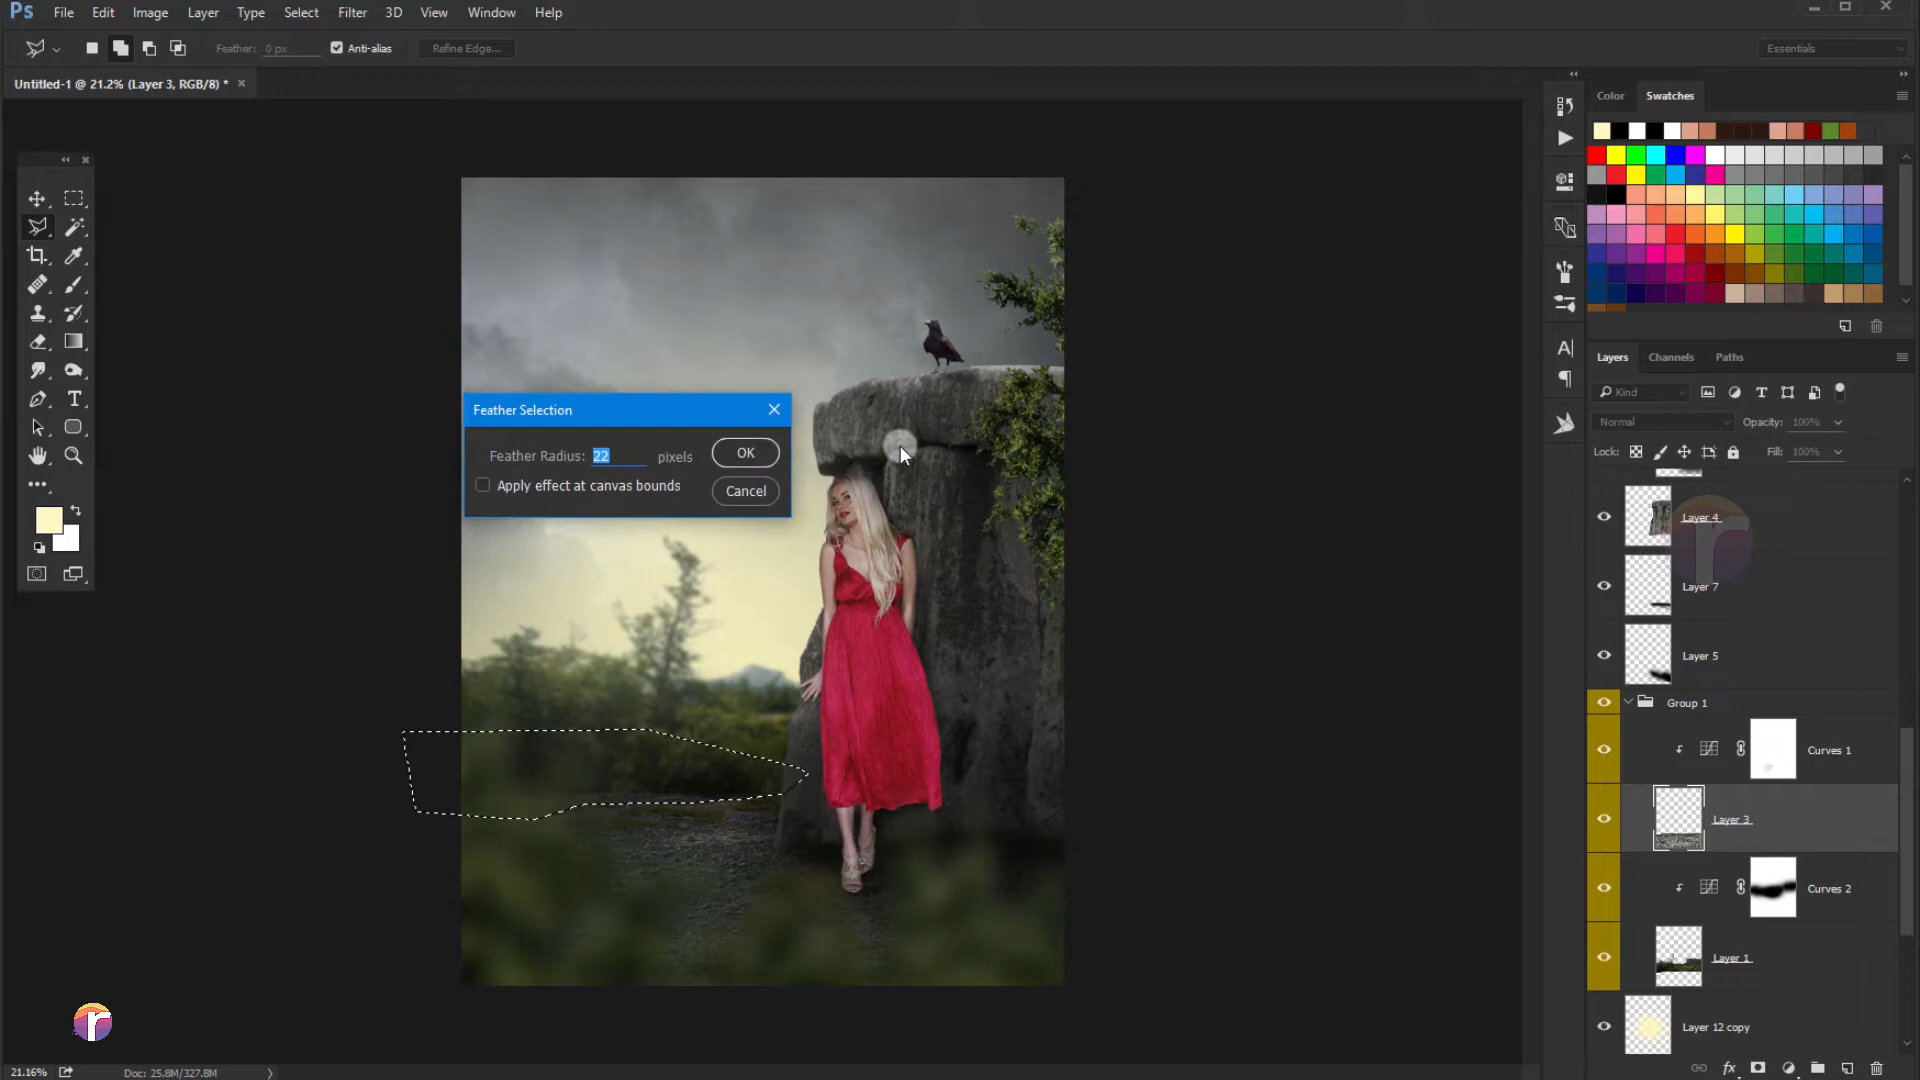 Ps File Edit Image Layer Type Select Filter 3D View Window Help
Feather: 0 px Anti-alias Refine Edge... Essentials
Untitled-1 @ 21.2% (Layer 3, RGB/8) *
Color Swatches
Layers Channels Paths
Kind
Normal Opacity: 100%
Lock: Fill: 100%
Feather Selection
Feather Radius: 22 pixels OK
Apply effect at canvas bounds Cancel
Layer 4
Layer 7
Layer 5
Group 1
Curves 1
Layer 3
Curves 2
Layer 1
Layer 12 copy
fx
r
r
21.16% Doc: 25.8M/327.8M